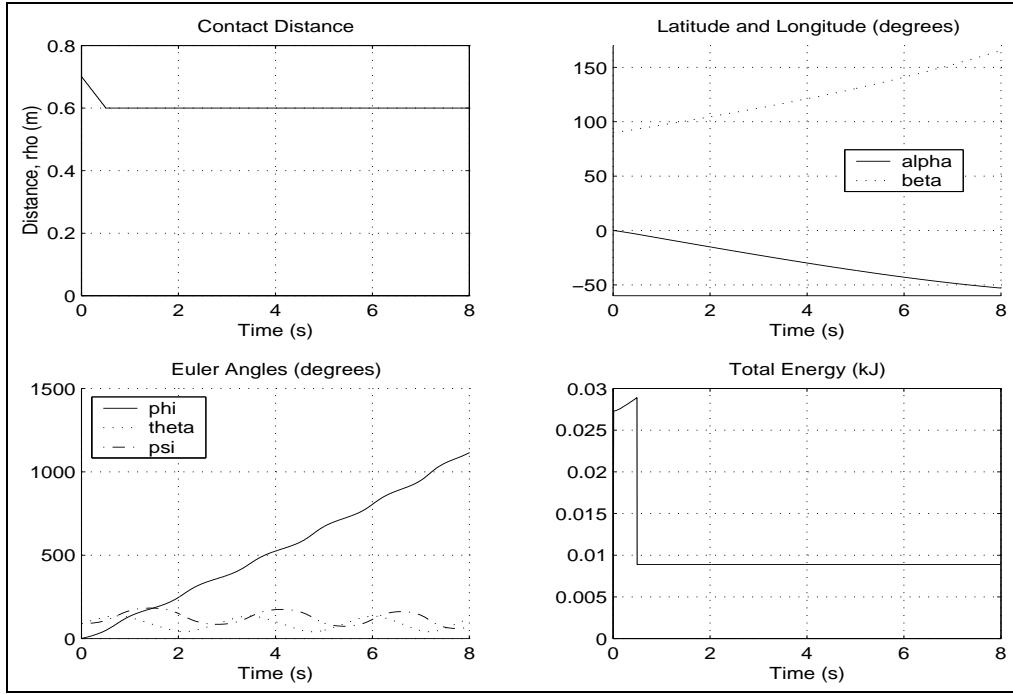 Contact Distance
0.8
0.6
0.4
0.2
0
Distance, rho (m)
0 2 4 6 8
Time (s)
Latitude and Longitude (degrees)
150
100
50
0
−50
alpha
beta
0 2 4 6 8
Time (s)
Euler Angles (degrees)
1500
1000
500
0
phi
theta
psi
0 2 4 6 8
Time (s)
Total Energy (kJ)
0.03
0.025
0.02
0.015
0.01
0.005
0
0 2 4 6 8
Time (s)